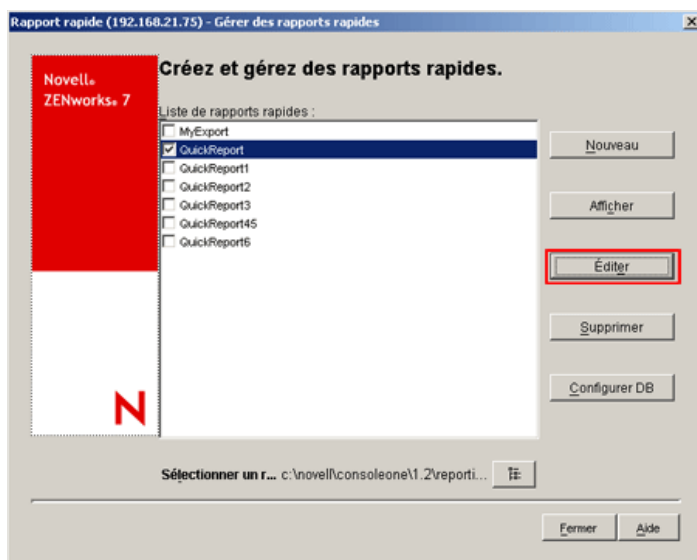 Rapport rapide (192.168.21.75) - Gérer des rapports rapides
Novell®
ZENworks® 7
Créez et gérez des rapports rapides.
Liste de rapports rapides :
MyExport
QuickReport
QuickReport1
QuickReport2
QuickReport3
QuickReport45
QuickReport6
Nouveau
Afficher
Éditer
Supprimer
Configurer DB
N
Sélectionner un r... c:\novell\consoleone\1.2\reporti...
Fermer
Aide